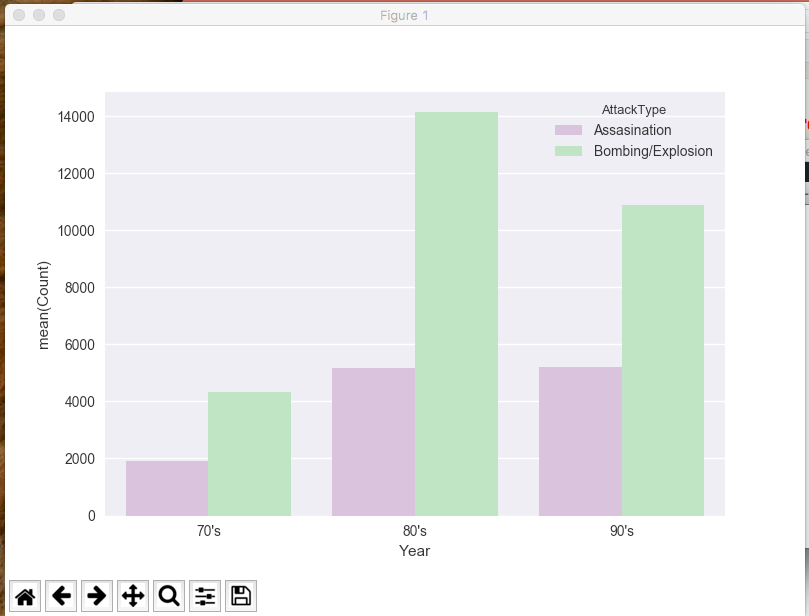 Figure 1
14000
12000
10000
8000
6000
4000
2000
0
mean(Count)
AttackType
Assasination
Bombing/Explosion
70's
80's
90's
Year